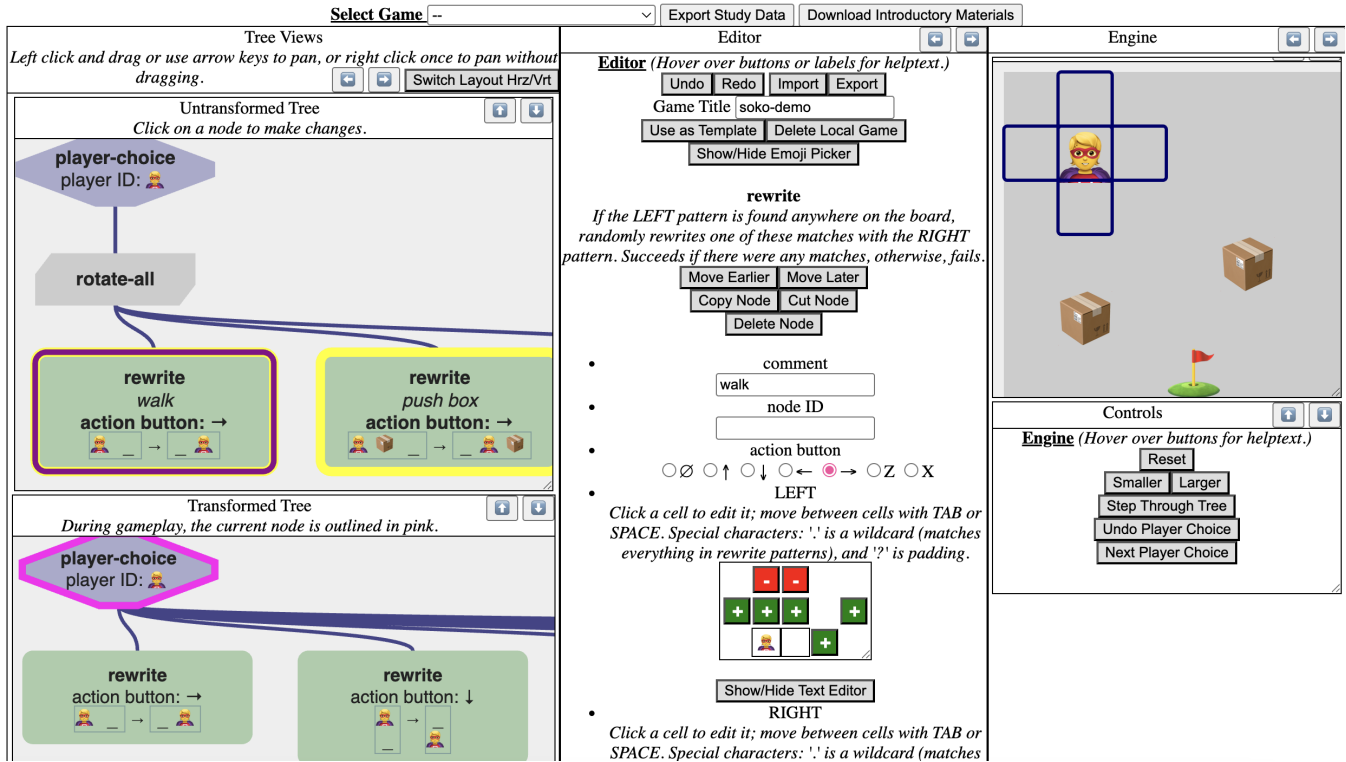 Select Game -- Export Study Data Download Introductory Materials
Tree Views
Left click and drag or use arrow keys to pan, or right click once to pan without
dragging. Switch Layout Hrz/Vrt
Untransformed Tree
Click on a node to make changes.
player-choice
player ID:
rotate-all
rewrite
walk
action button: →
_ → _
rewrite
push box
action button: →
_ → _
Transformed Tree
During gameplay, the current node is outlined in pink.
player-choice
player ID:
rewrite
action button: →
_ → _
rewrite
action button: ↓
→ _
_
Editor
Editor (Hover over buttons or labels for helptext.)
Undo Redo Import Export
Game Title soko-demo
Use as Template Delete Local Game
Show/Hide Emoji Picker
rewrite
If the LEFT pattern is found anywhere on the board,
randomly rewrites one of these matches with the RIGHT
pattern. Succeeds if there were any matches, otherwise, fails.
Move Earlier Move Later
Copy Node Cut Node
Delete Node
comment
walk
node ID
action button
Ø ↑ ↓ ← → Z X
LEFT
Click a cell to edit it; move between cells with TAB or
SPACE. Special characters: '.' is a wildcard (matches
everything in rewrite patterns), and '?' is padding.
- -
+ + + +
+
Show/Hide Text Editor
RIGHT
Click a cell to edit it; move between cells with TAB or
SPACE. Special characters: '.' is a wildcard (matches
Engine
Controls
Engine (Hover over buttons for helptext.)
Reset
Smaller Larger
Step Through Tree
Undo Player Choice
Next Player Choice